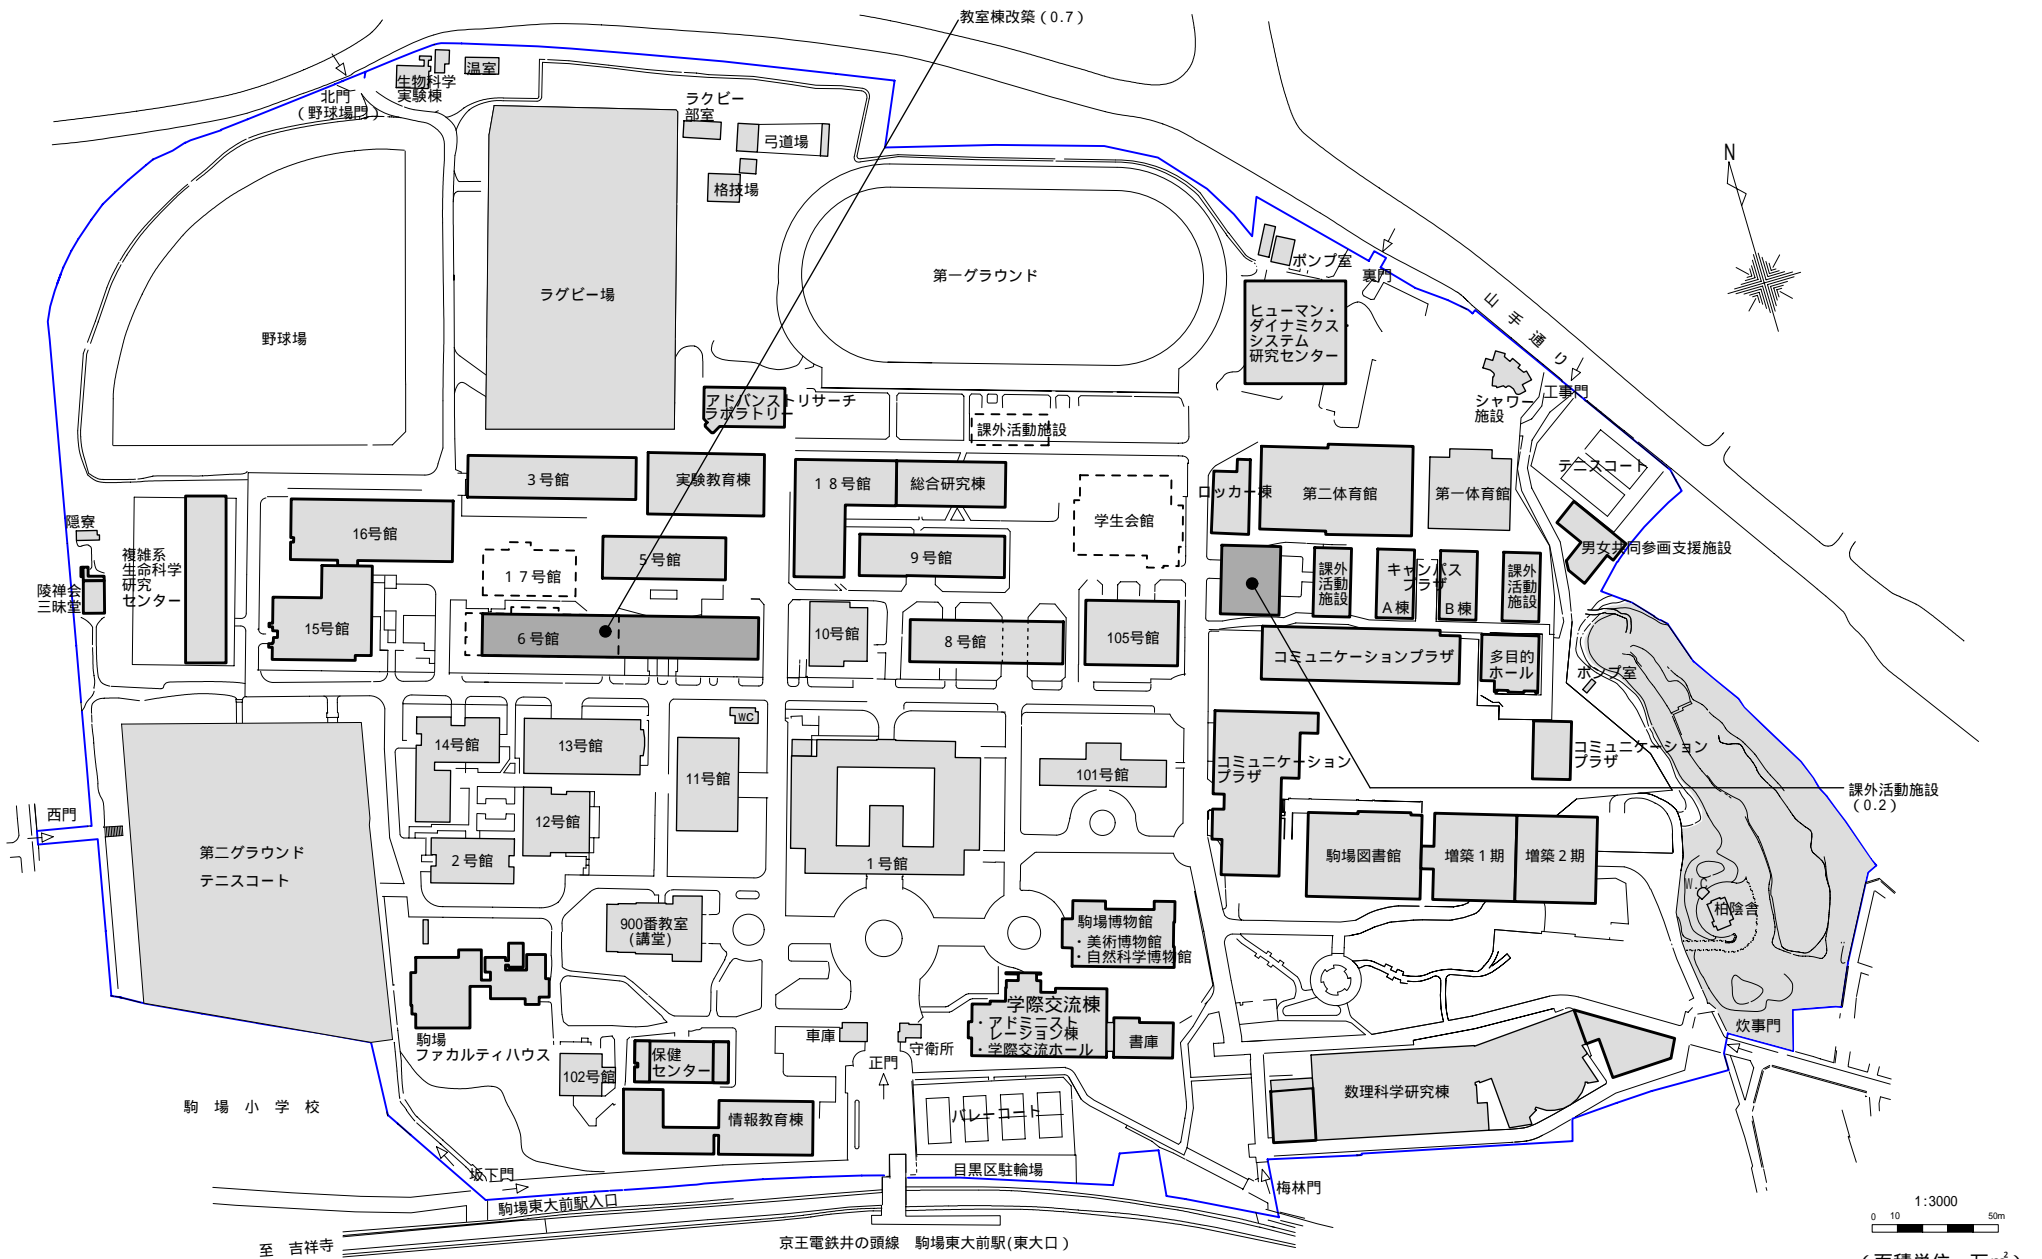 教室棟改築（0.7）
生物科学
実験棟
温室
北門
（野球場門）
ラクビー
部室
弓道場
格技場
N
野球場
ラグビー場
第一グラウンド
ポンプ室
裏門
山手通り
ヒューマン・
ダイナミクス
システム
研究センター
シャワー
施設
工事門
テニスコート
アドバンストリサーチ
ラボラトリー
課外活動施設
3号館
実験教育棟
18号館
総合研究棟
学生会館
ロッカー棟
第二体育館
第一体育館
男女共同参画支援施設
隠寮
複雑系
生命科学
研究
センター
陵禅会
三昧堂
16号館
17号館
5号館
9号館
課外
活動
施設
キャンパス
プラザ
A棟
B棟
課外
活動
施設
15号館
6号館
10号館
8号館
105号館
コミュニケーションプラザ
多目的
ホール
ポンプ室
14号館
13号館
WC
11号館
101号館
コミュニケーション
プラザ
コミュニケーション
プラザ
課外活動施設
（0.2）
西門
第二グラウンド
テニスコート
12号館
2号館
1号館
駒場図書館
増築1期
増築2期
W.C
柏陰舎
900番教室
(講堂)
駒場博物館
・美術博物館
・自然科学博物館
学際交流棟
・アドミニスト
レーション棟
・学際交流ホール
書庫
炊事門
駒場
ファカルティハウス
車庫
守衛所
正門
102号館
保健
センター
情報教育棟
バレーコート
数理科学研究棟
駒場小学校
坂下門
目黒区駐輪場
梅林門
駒場東大前駅入口
至　吉祥寺
京王電鉄井の頭線　駒場東大前駅(東大口)
1:3000
0 10 50m
（面積単位　万㎡）